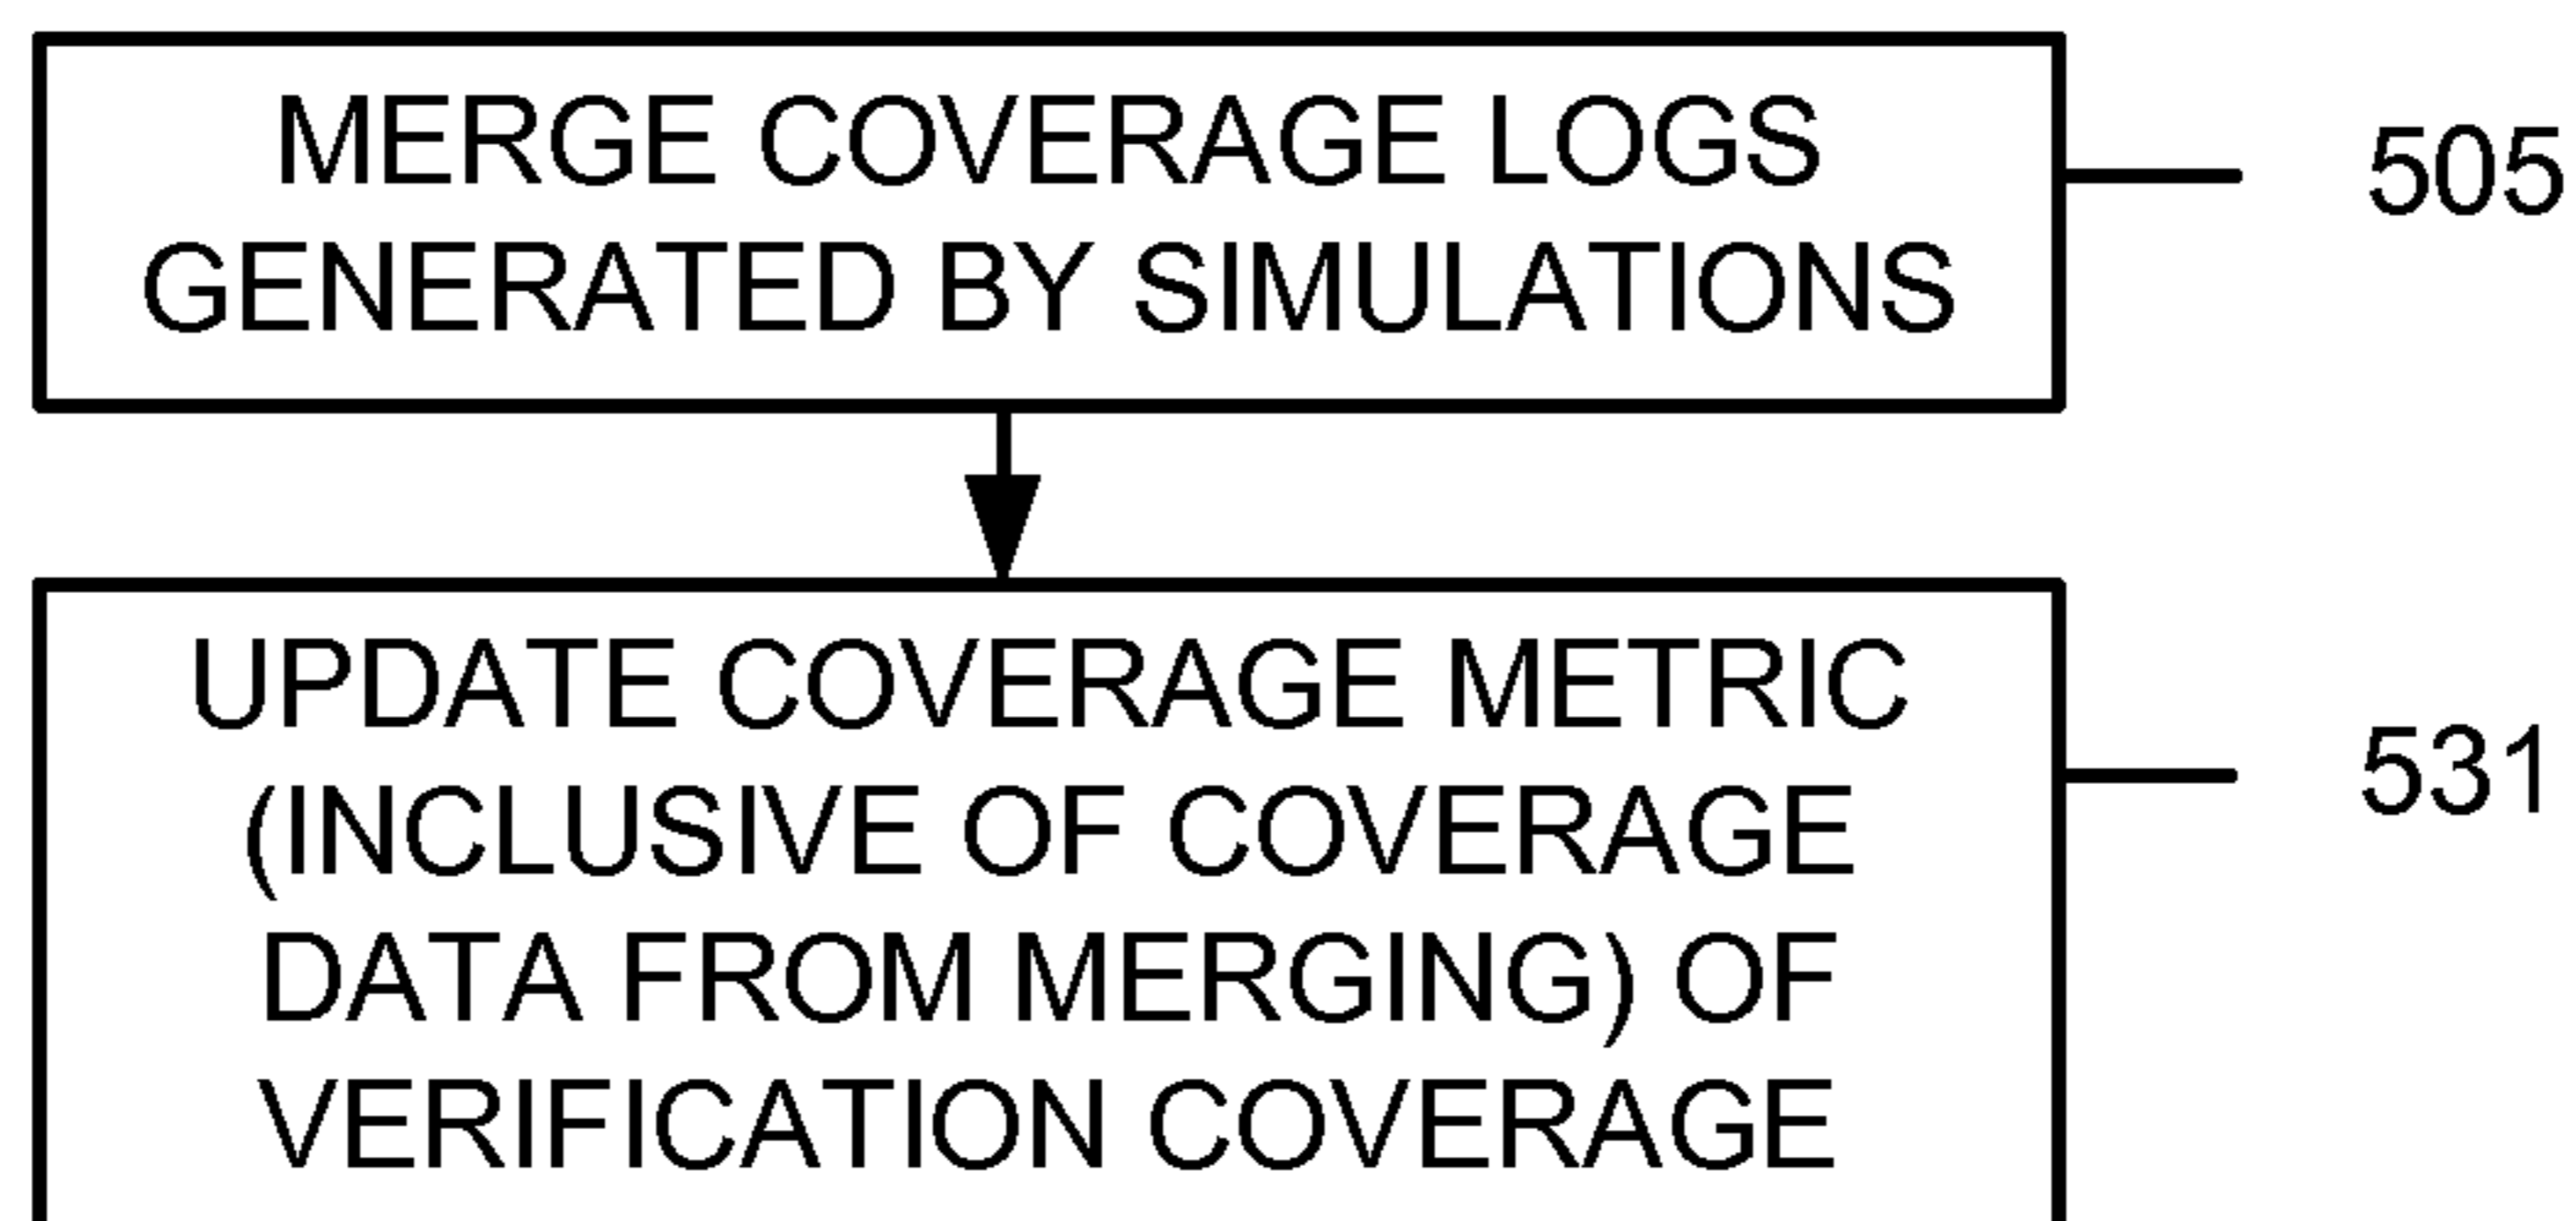 MERGE COVERAGE LOGS
GENERATED BY SIMULATIONS
505
UPDATE COVERAGE METRIC
(INCLUSIVE OF COVERAGE
DATA FROM MERGING) OF
VERIFICATION COVERAGE
531